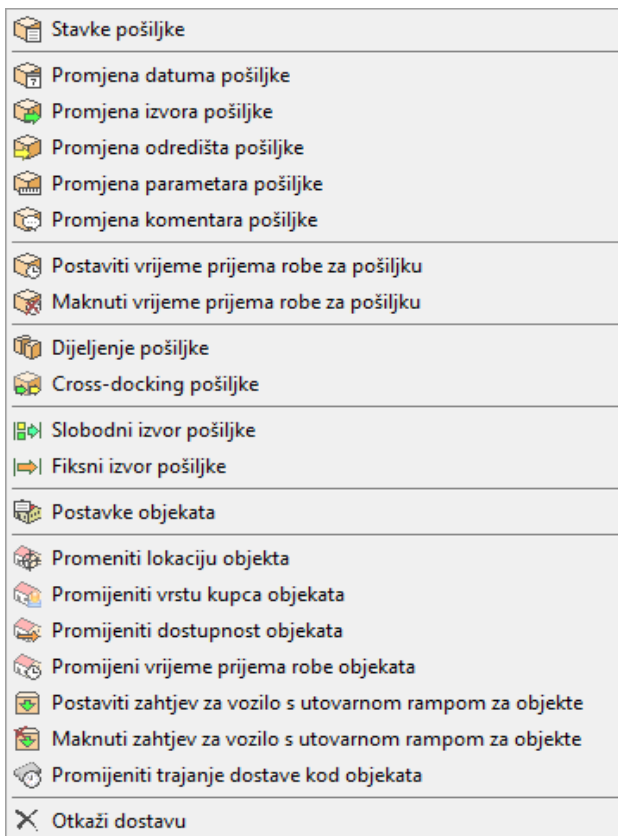 Stavke pošiljke
Promjena datuma pošiljke
Promjena izvora pošiljke
Promjena odredišta pošiljke
Promjena parametara pošiljke
Promjena komentara pošiljke
Postaviti vrijeme prijema robe za pošiljku
Maknuti vrijeme prijema robe za pošiljku
Dijeljenje pošiljke
Cross-docking pošiljke
Slobodni izvor pošiljke
Fiksni izvor pošiljke
Postavke objekata
Promeniti lokaciju objekta
Promijeniti vrstu kupca objekata
Promijeniti dostupnost objekata
Promijeni vrijeme prijema robe objekata
Postaviti zahtjev za vozilo s utovarnom rampom za objekte
Maknuti zahtjev za vozilo s utovarnom rampom za objekte
Promijeniti trajanje dostave kod objekata
Otkaži dostavu